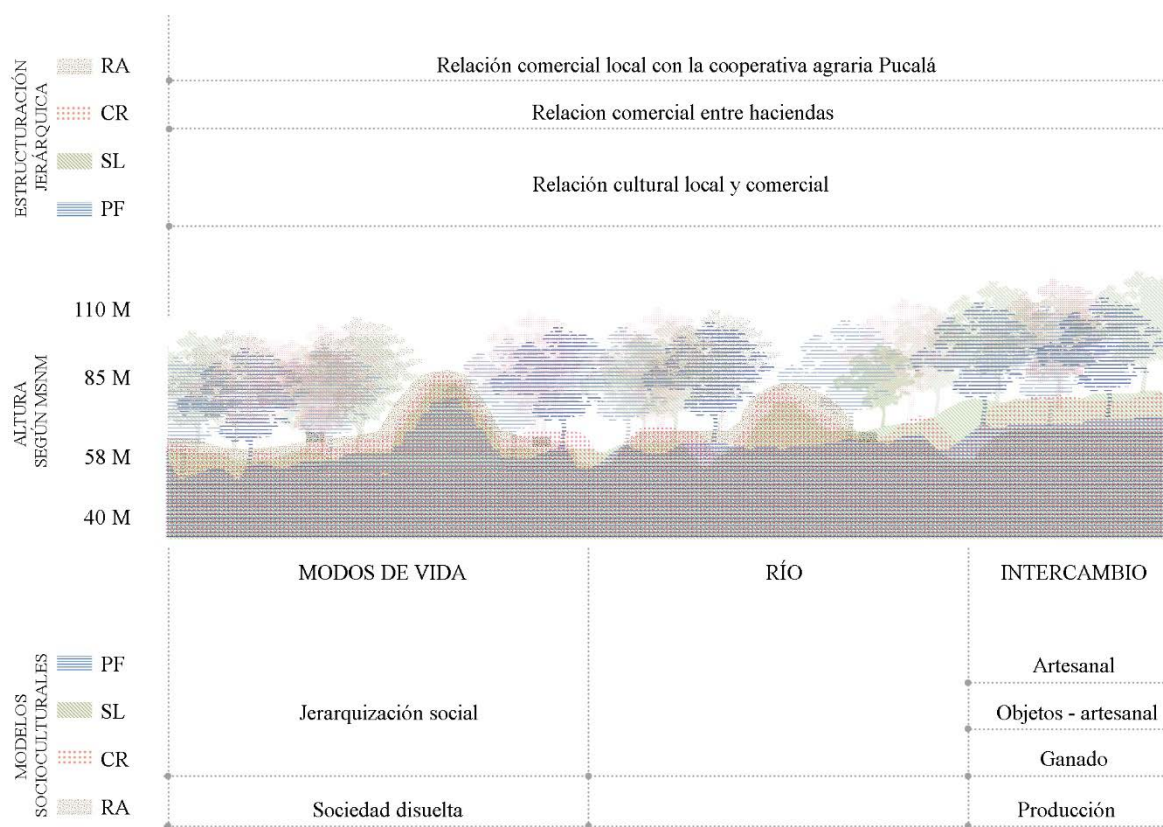 ESTRUCTURACIÓN
JERÁRQUICA
RA
Relación comercial local con la cooperativa agraria Pucalá
CR
Relacion comercial entre haciendas
SL
Relación cultural local y comercial
PF
ALTURA
SEGÚN MSNM
110 M
85 M
58 M
40 M
MODOS DE VIDA
RÍO
INTERCAMBIO
MODELOS
SOCIOCULTURALES
PF
Artesanal
SL
Jerarquización social
Objetos - artesanal
CR
Ganado
RA
Sociedad disuelta
Producción